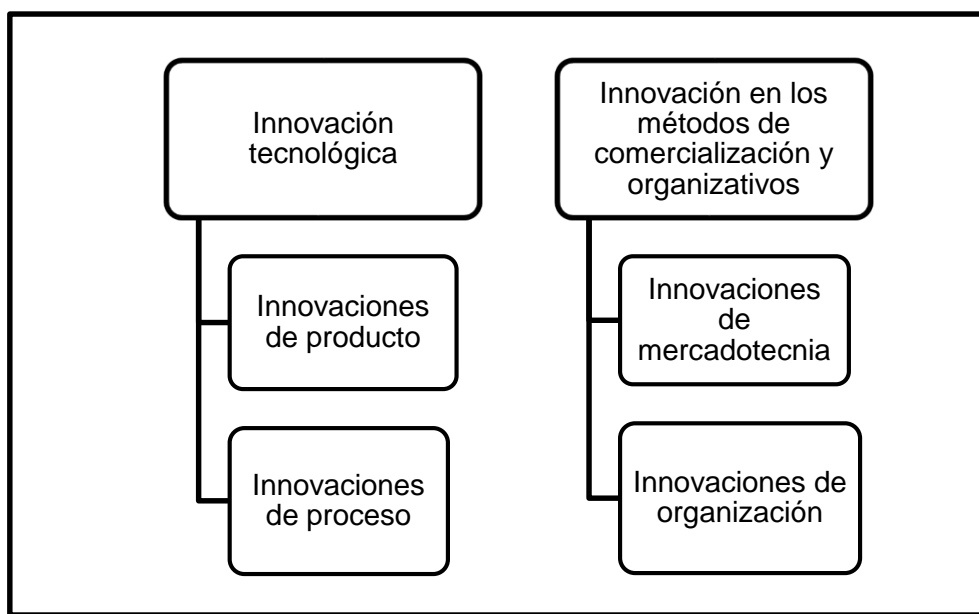 Innovación
tecnológica
Innovaciones
de producto
Innovaciones
de proceso
Innovación en los
métodos de
comercialización y
organizativos
Innovaciones
de
mercadotecnia
Innovaciones de
organización